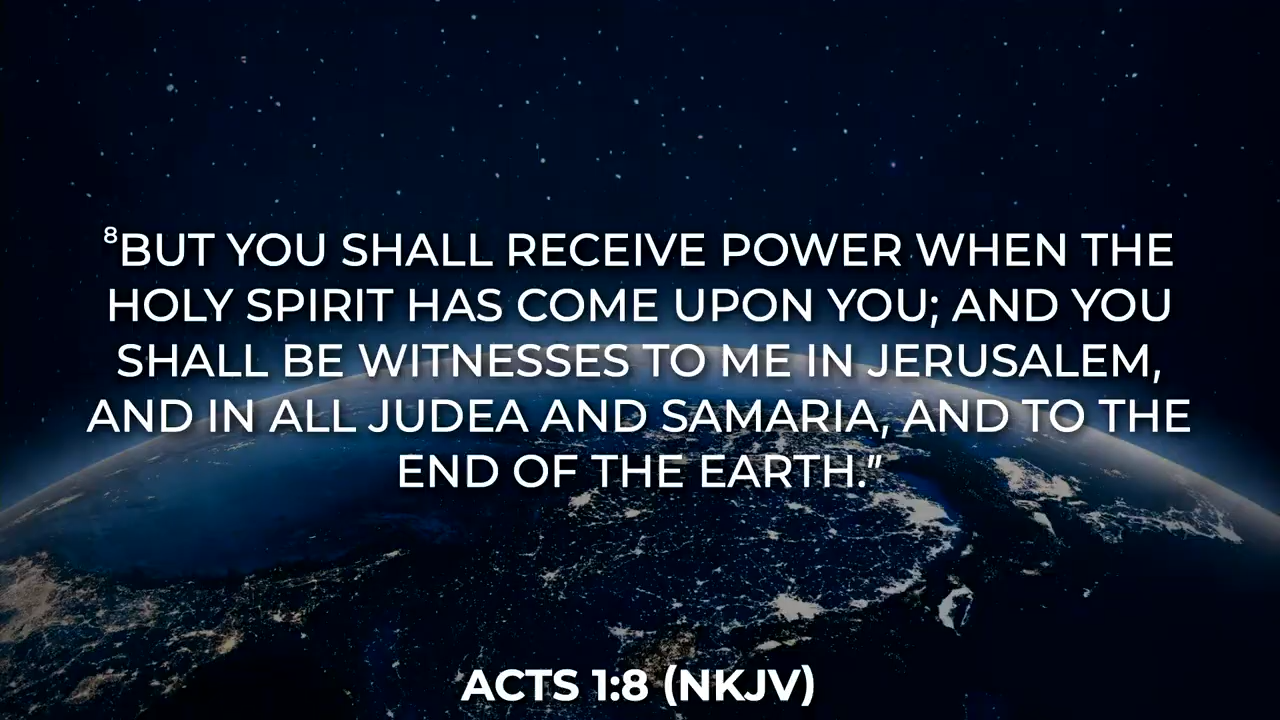 ⁸BUT YOU SHALL RECEIVE POWER WHEN THE
HOLY SPIRIT HAS COME UPON YOU; AND YOU
SHALL BE WITNESSES TO ME IN JERUSALEM,
AND IN ALL JUDEA AND SAMARIA, AND TO THE
END OF THE EARTH.”
ACTS 1:8 (NKJV)